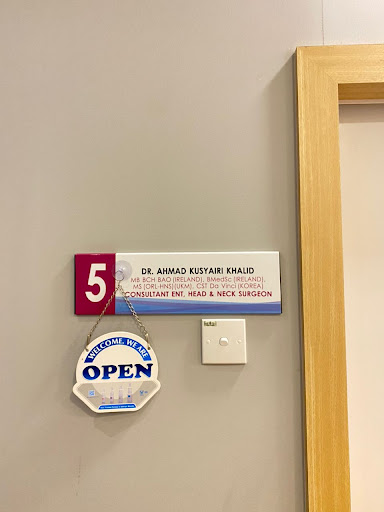 5
DR. AHMAD KUSYAIRI KHALID
MB BCH BAO (IRELAND), BMedSc (IRELAND),
MS (ORL-HNS)(UKM), CST Da Vinci (KOREA)
CONSULTANT ENT, HEAD & NECK SURGEON
WELCOME, WE ARE
OPEN